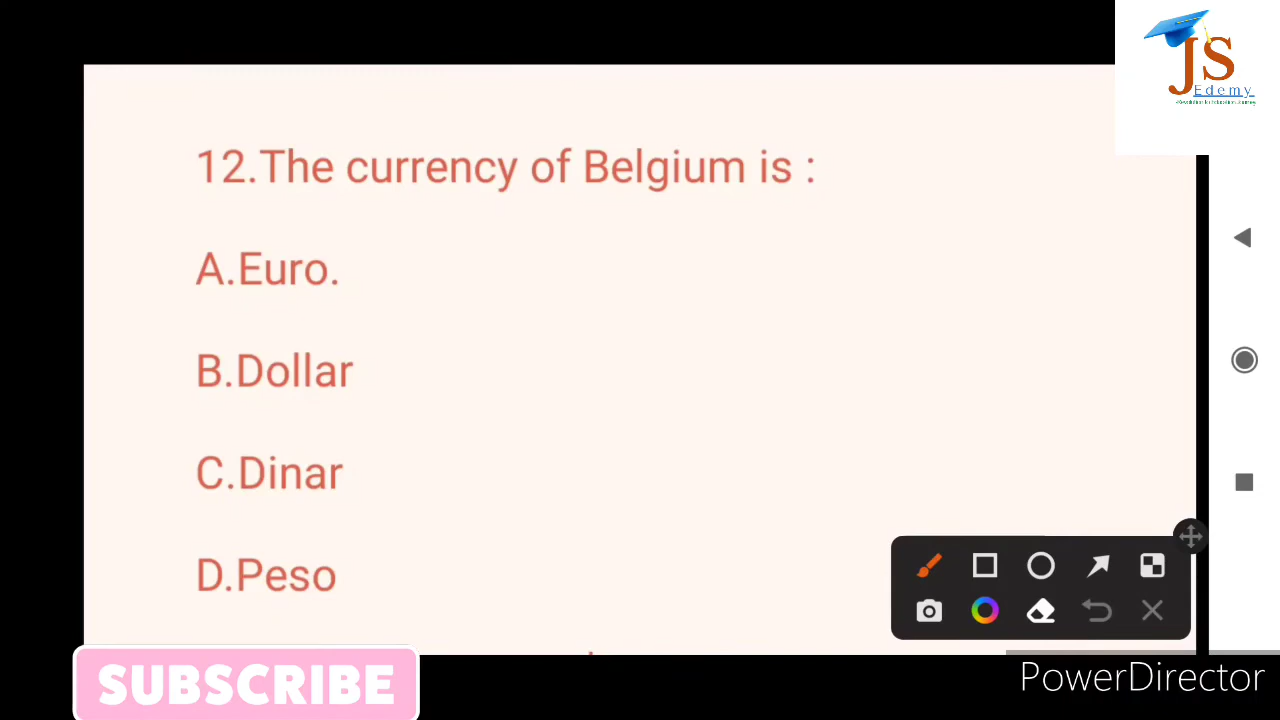 JS
Edemy
12.The currency of Belgium is :
A.Euro.
B.Dollar
C.Dinar
D.Peso
SUBSCRIBE
PowerDirector